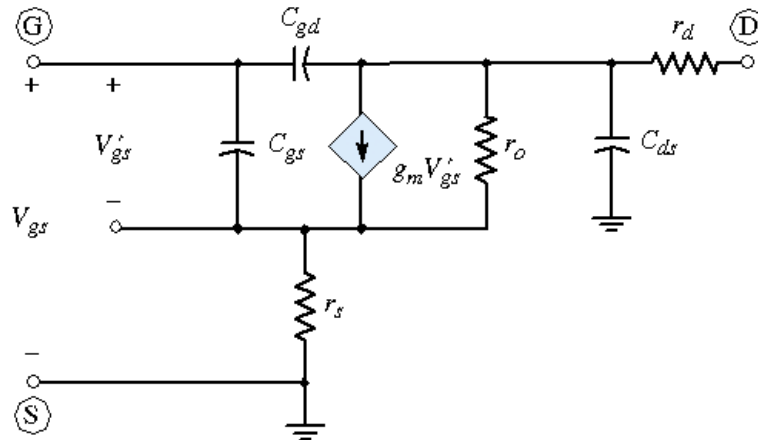 G
C_gd
r_d
D
+
+
V'_gs
C_gs
g_m V'_gs
r_o
C_ds
−
V_gs
r_s
−
S